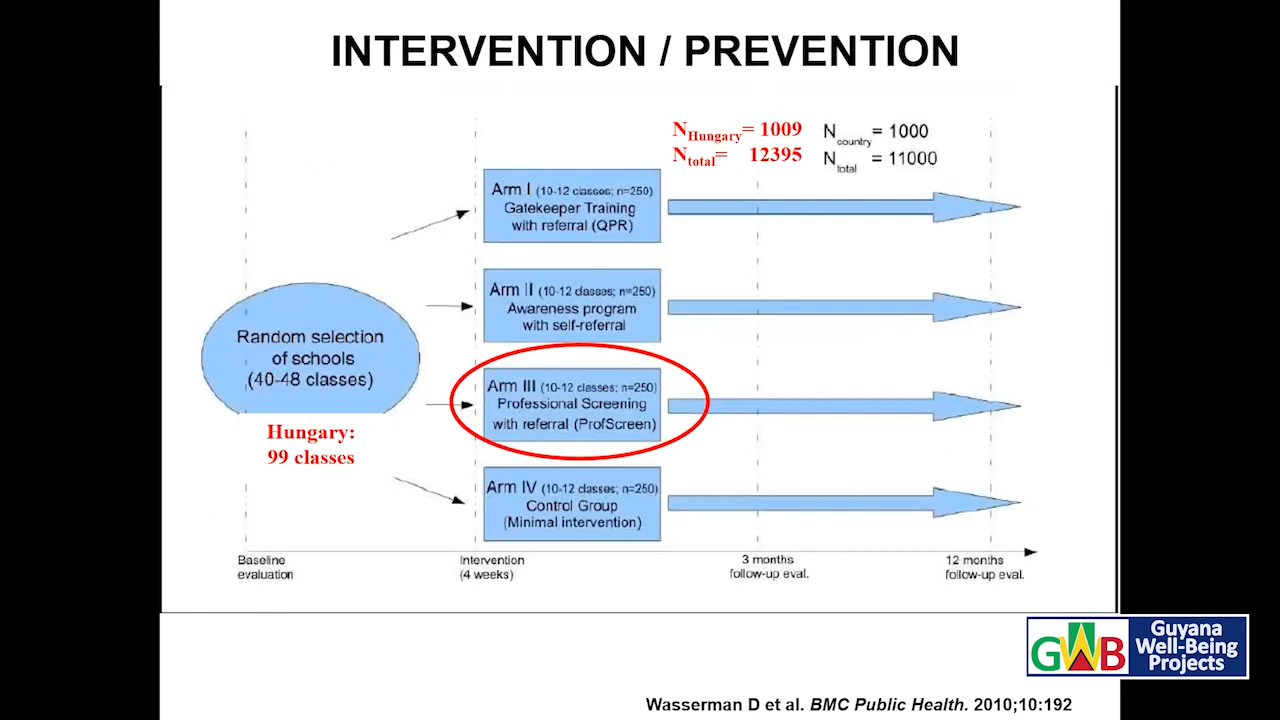 INTERVENTION / PREVENTION
NHungary= 1009
Ntotal= 12395
Ncountry= 1000
Ntotal = 11000
Arm I (10-12 classes; n=250)
Gatekeeper Training
with referral (QPR)
Arm II (10-12 classes; n=250)
Awareness program
with self-referral
Random selection
of schools
(40-48 classes)
Hungary:
99 classes
Arm III (10-12 classes; n=250)
Professional Screening
with referral (ProfScreen)
Arm IV (10-12 classes; n=250)
Control Group
(Minimal intervention)
Baseline
evaluation
Intervention
(4 weeks)
3 months
follow-up eval.
12 months
follow-up eval.
GWB
Guyana
Well-Being
Projects
Wasserman D et al. BMC Public Health. 2010;10:192